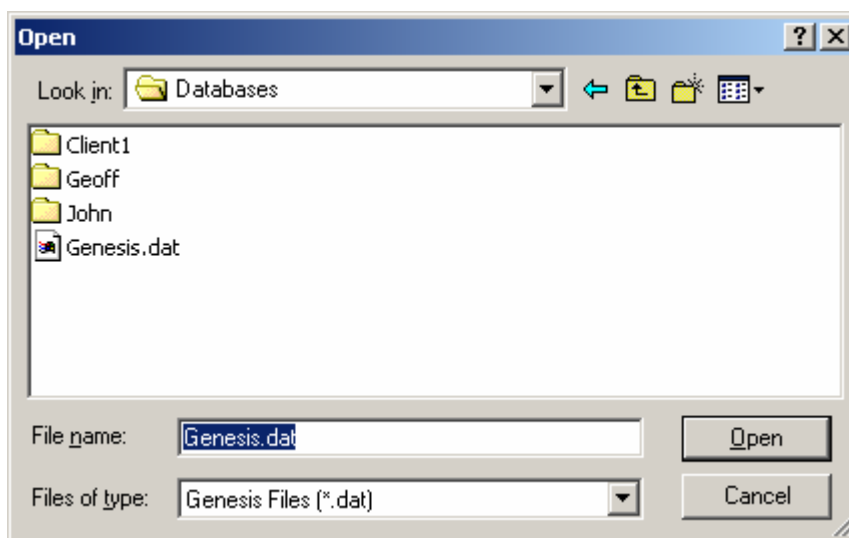 Open
Look in: Databases
Client1
Geoff
John
Genesis.dat
File name: Genesis.dat Open
Files of type: Genesis Files (*.dat) Cancel